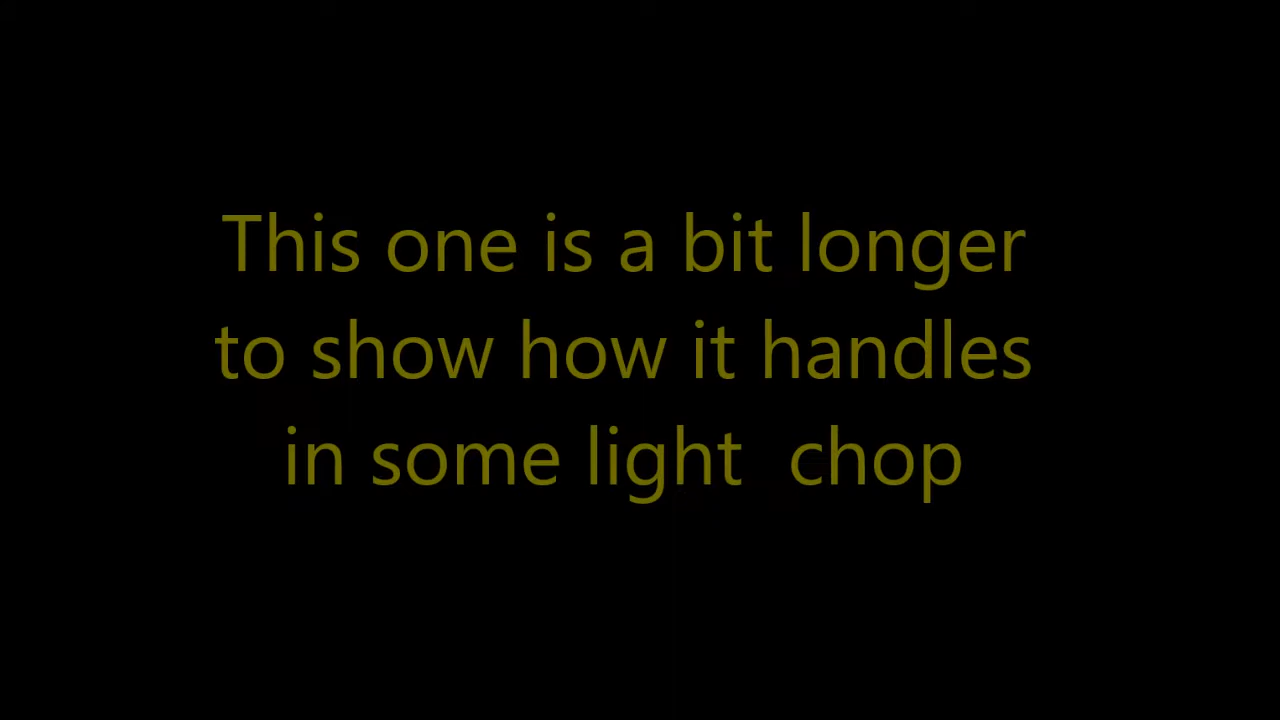 This one is a bit longer
to show how it handles
in some light  chop